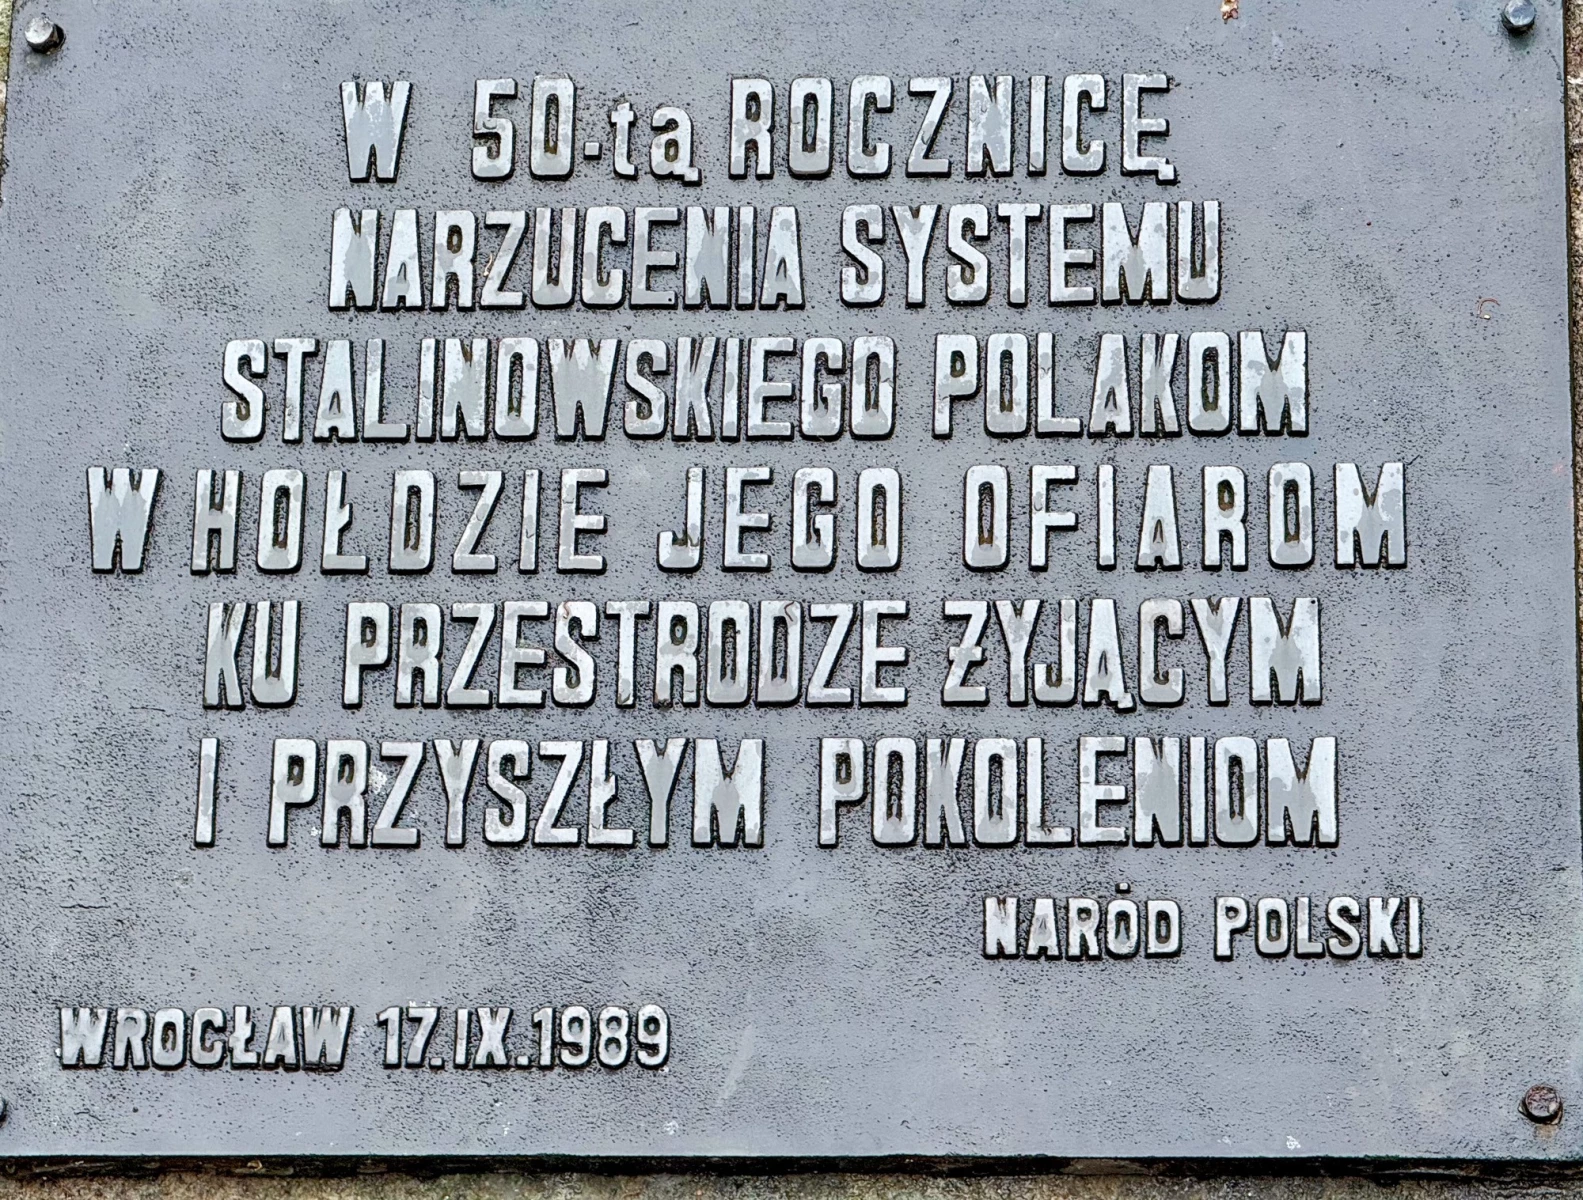 W 50-tą ROCZNICĘ
NARZUCENIA SYSTEMU
STALINOWSKIEGO POLAKOM
W HOŁDZIE JEGO OFIAROM
KU PRZESTRODZE ŻYJĄCYM
I PRZYSZŁYM POKOLENIOM
NARÓD POLSKI
WROCŁAW 17.IX.1989